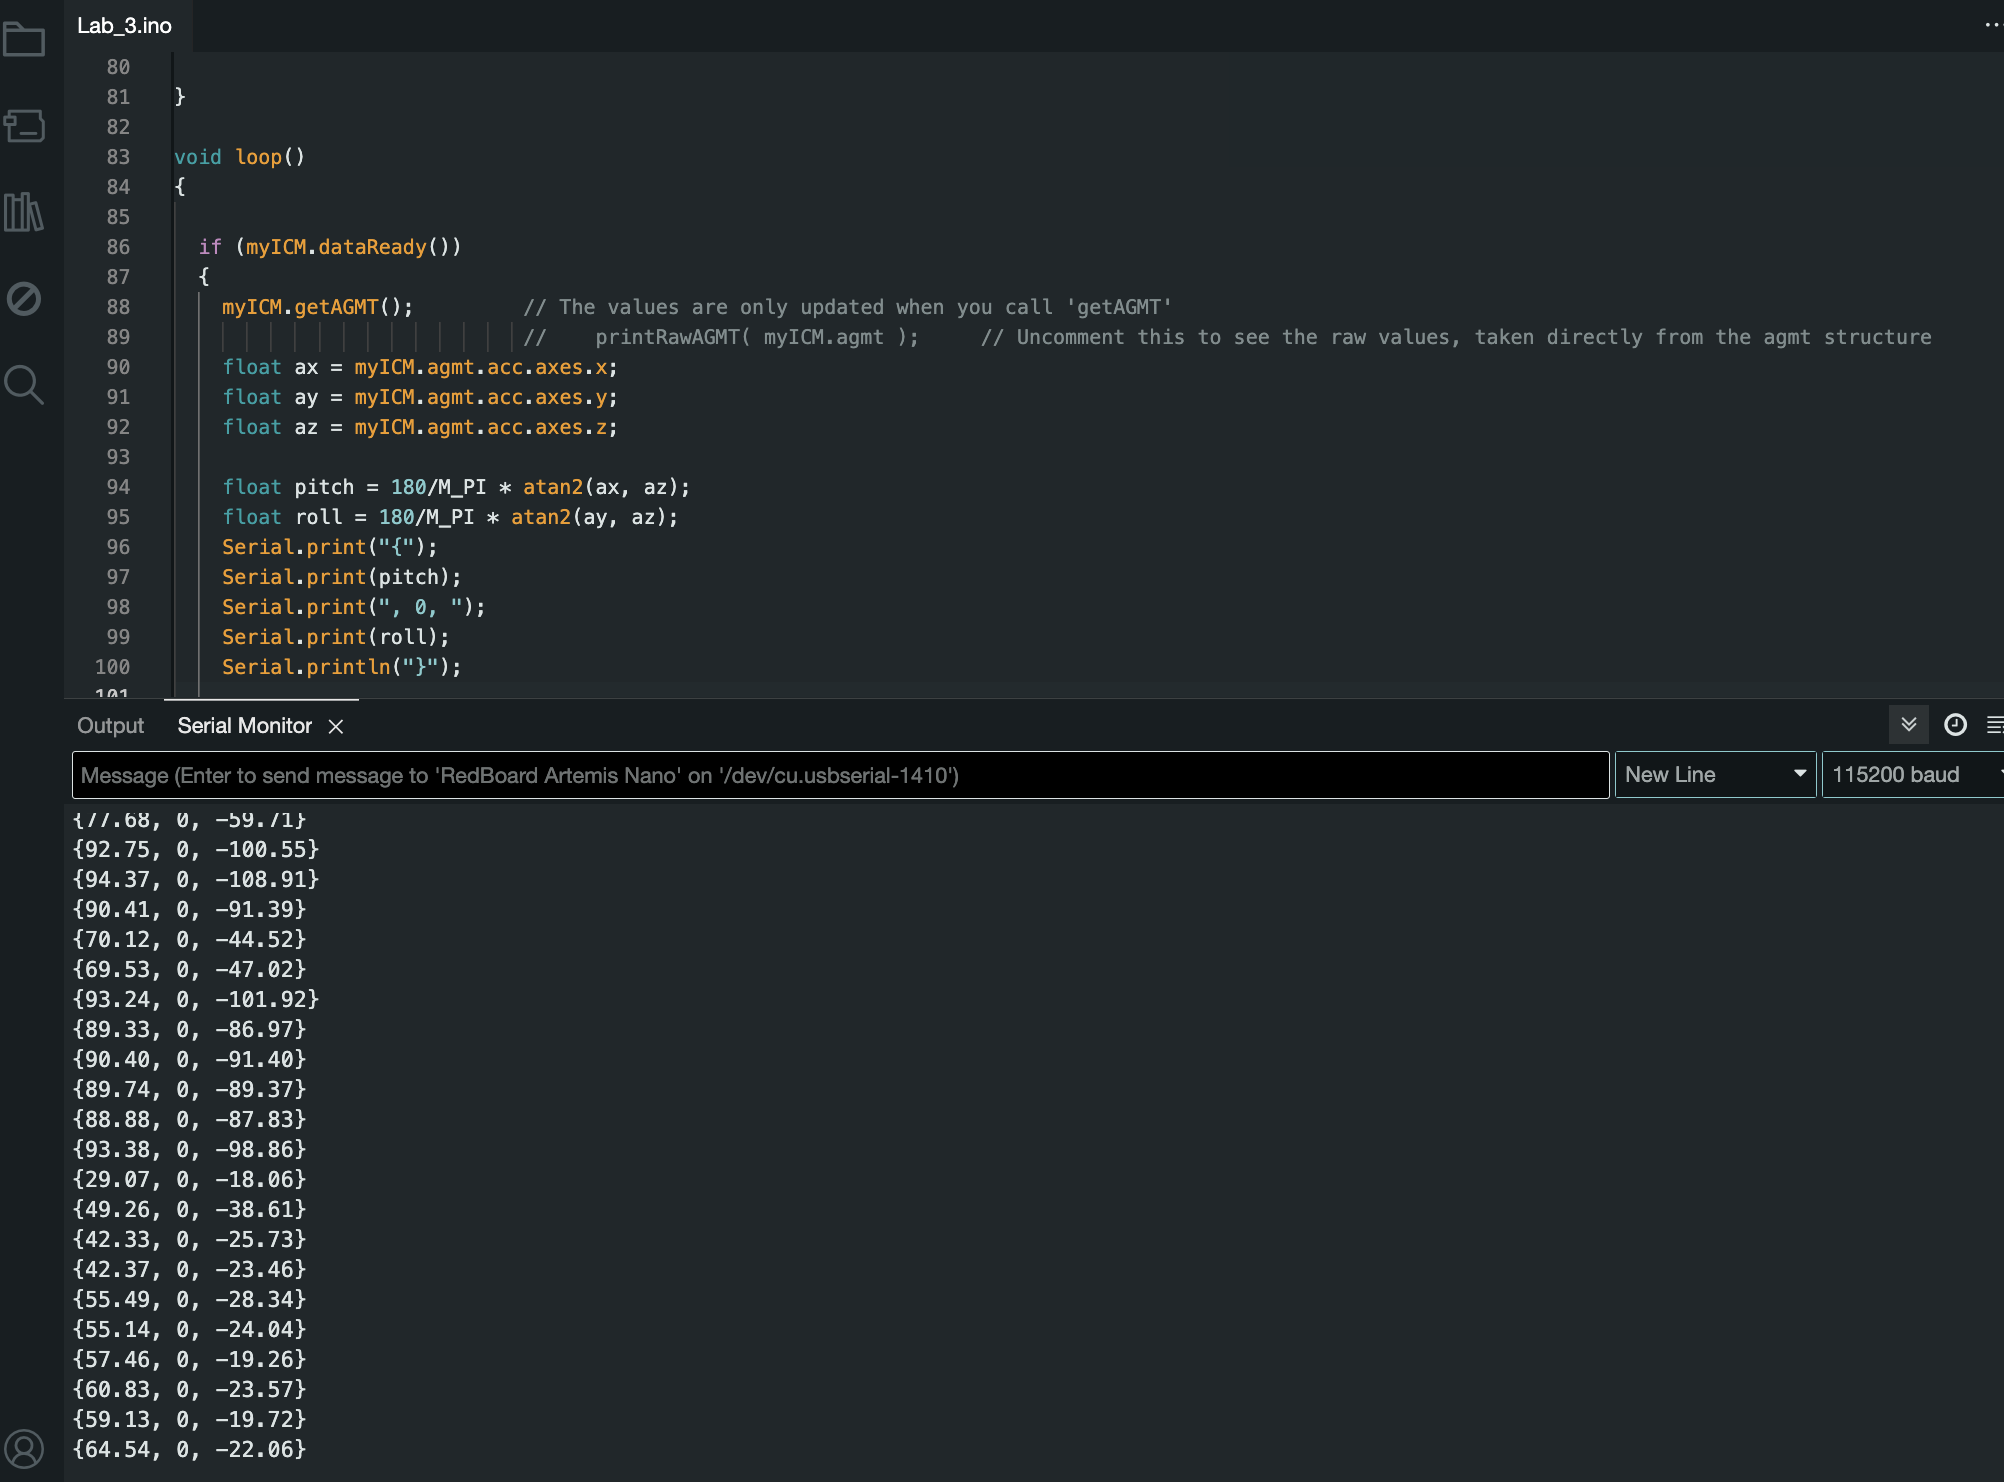 Lab_3.ino
80
81 }
82
83 void loop()
84 {
85
86 if (myICM.dataReady())
87 {
88 myICM.getAGMT(); // The values are only updated when you call 'getAGMT'
89 // printRawAGMT( myICM.agmt ); // Uncomment this to see the raw values, taken directly from the agmt structure
90 float ax = myICM.agmt.acc.axes.x;
91 float ay = myICM.agmt.acc.axes.y;
92 float az = myICM.agmt.acc.axes.z;
93
94 float pitch = 180/M_PI * atan2(ax, az);
95 float roll = 180/M_PI * atan2(ay, az);
96 Serial.print("{");
97 Serial.print(pitch);
98 Serial.print(", 0, ");
99 Serial.print(roll);
100 Serial.println("}");
101
Output Serial Monitor
Message (Enter to send message to 'RedBoard Artemis Nano' on '/dev/cu.usbserial-1410') New Line 115200 baud
{77.68, 0, -59.71}
{92.75, 0, -100.55}
{94.37, 0, -108.91}
{90.41, 0, -91.39}
{70.12, 0, -44.52}
{69.53, 0, -47.02}
{93.24, 0, -101.92}
{89.33, 0, -86.97}
{90.40, 0, -91.40}
{89.74, 0, -89.37}
{88.88, 0, -87.83}
{93.38, 0, -98.86}
{29.07, 0, -18.06}
{49.26, 0, -38.61}
{42.33, 0, -25.73}
{42.37, 0, -23.46}
{55.49, 0, -28.34}
{55.14, 0, -24.04}
{57.46, 0, -19.26}
{60.83, 0, -23.57}
{59.13, 0, -19.72}
{64.54, 0, -22.06}